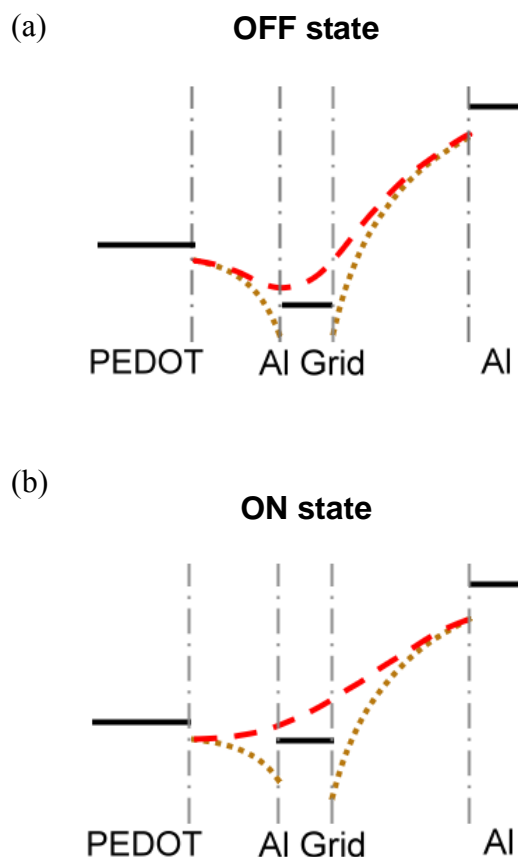 (a)
OFF state
PEDOT Al Grid Al
(b)
ON state
PEDOT Al Grid Al